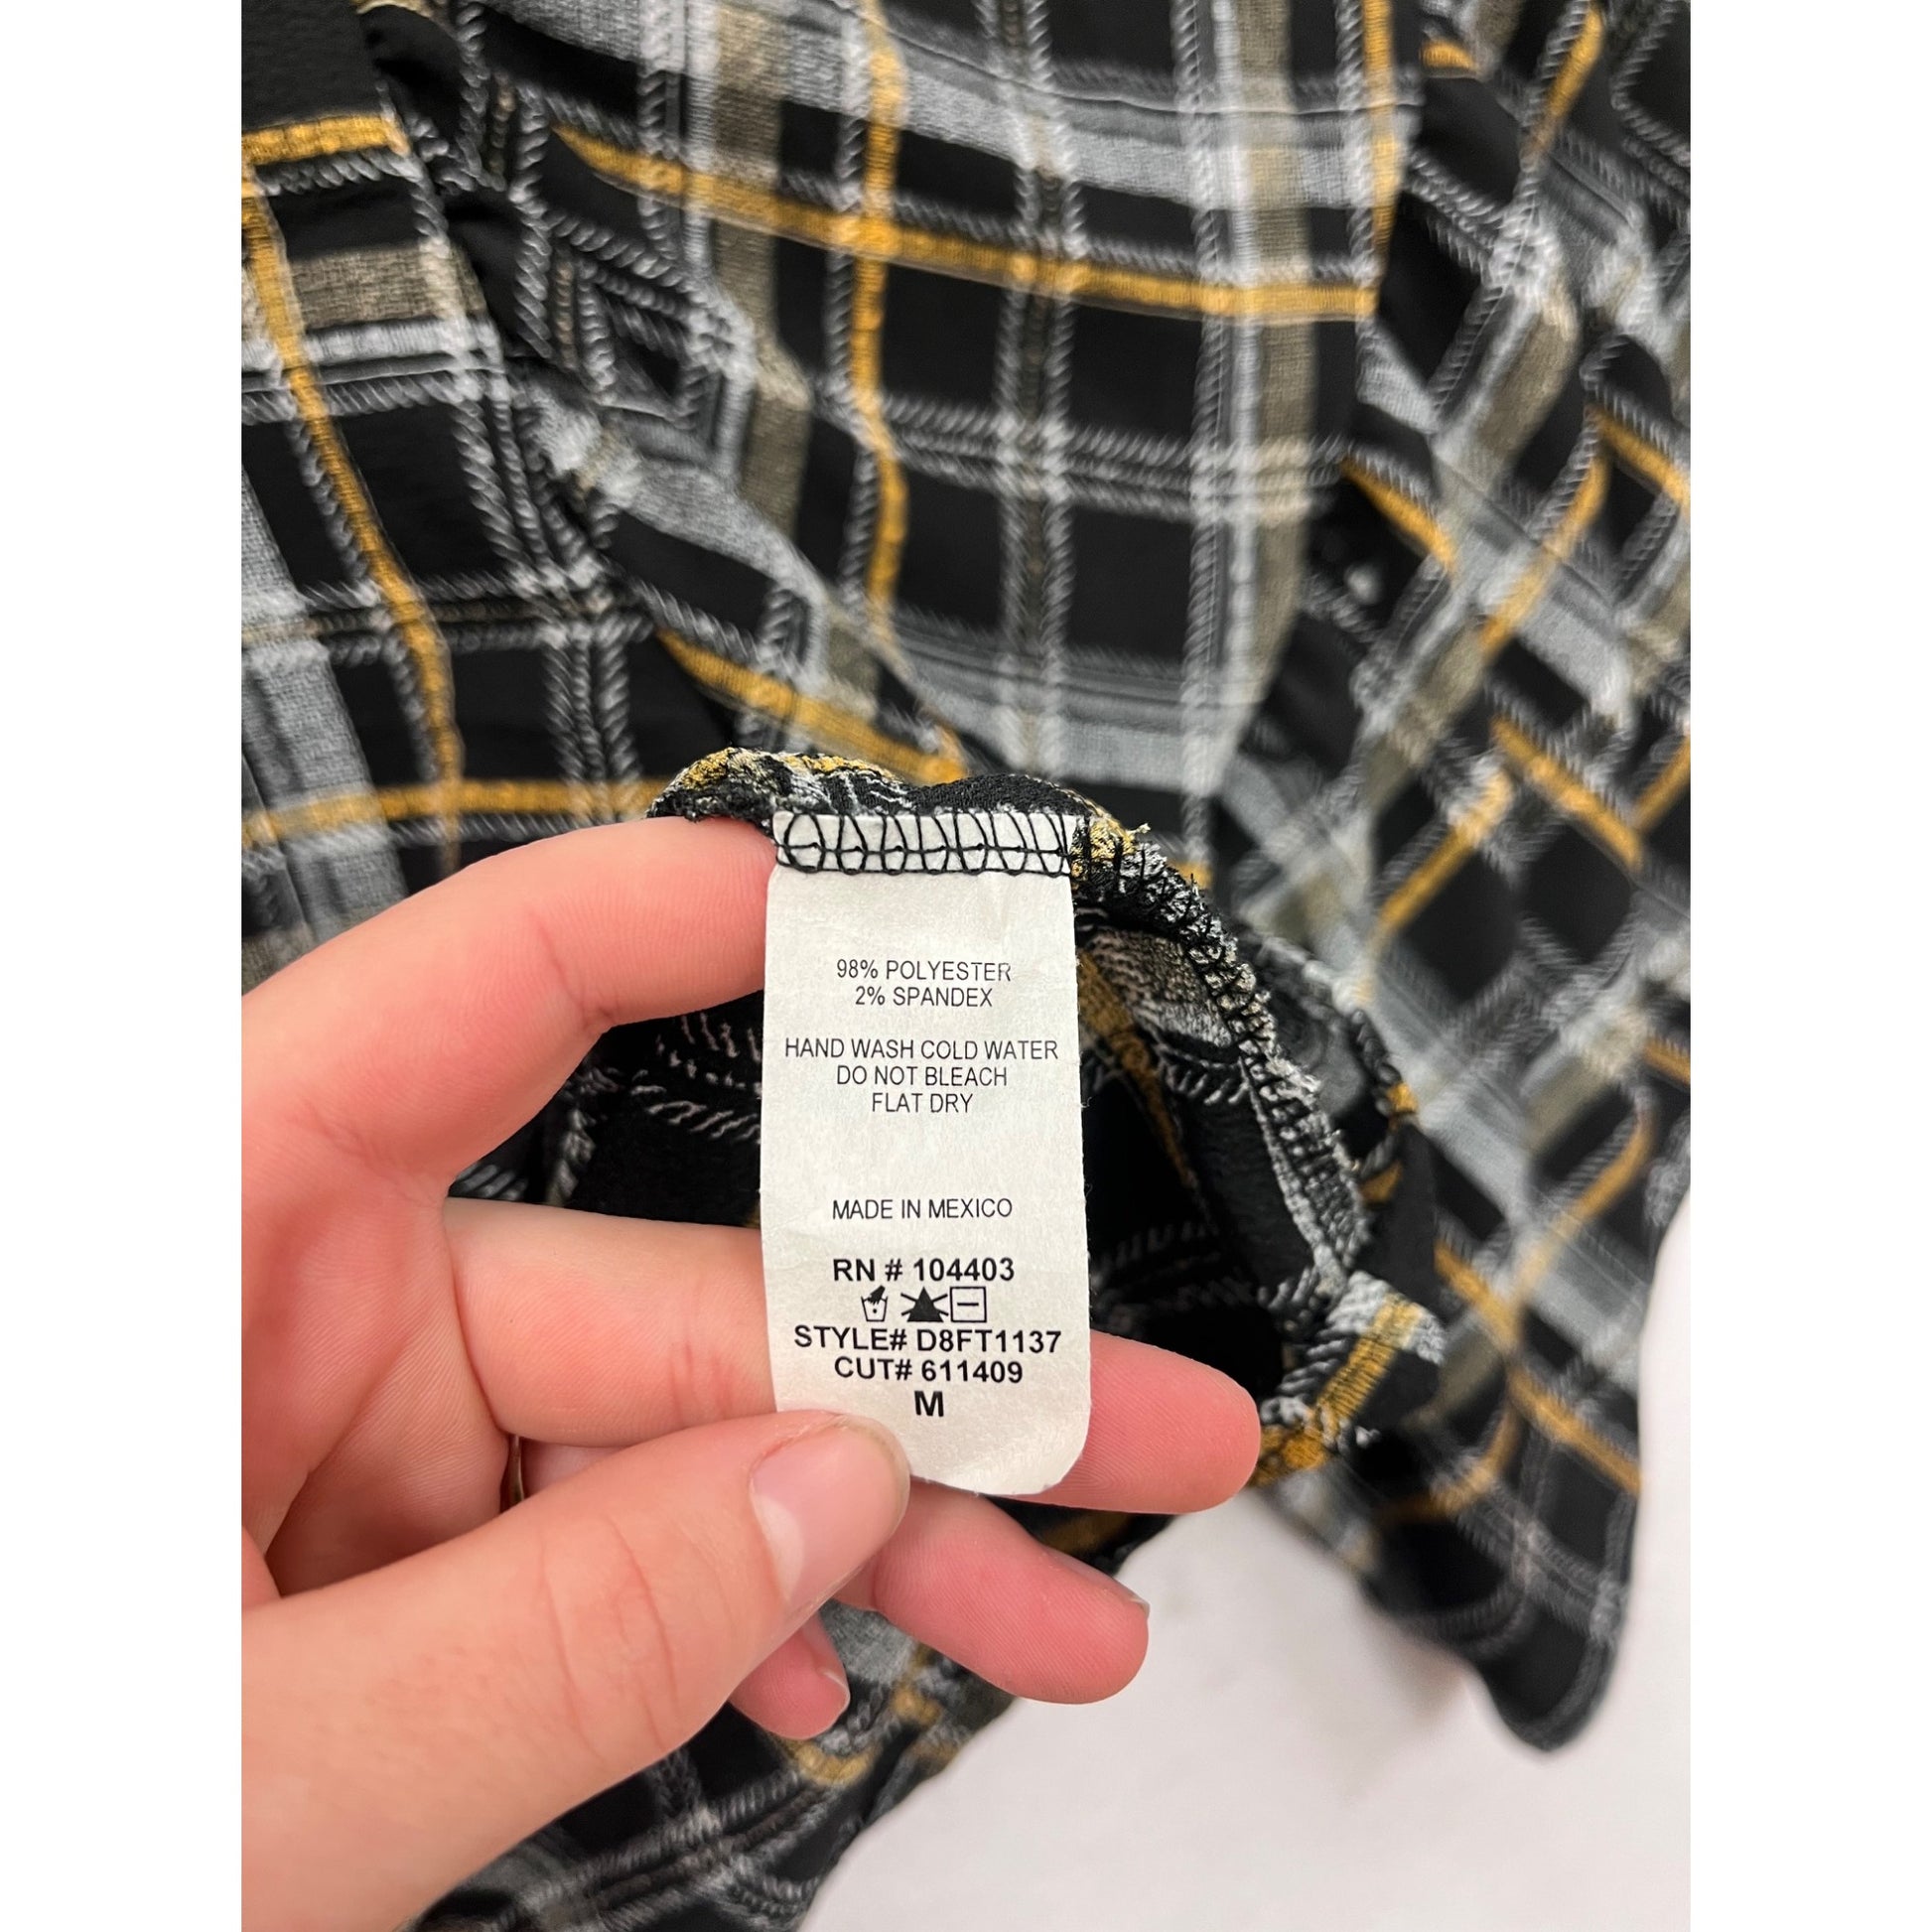 98% POLYESTER
2% SPANDEX
HAND WASH COLD WATER
DO NOT BLEACH
FLAT DRY
MADE IN MEXICO
RN # 104403
STYLE# D8FT1137
CUT# 611409
M